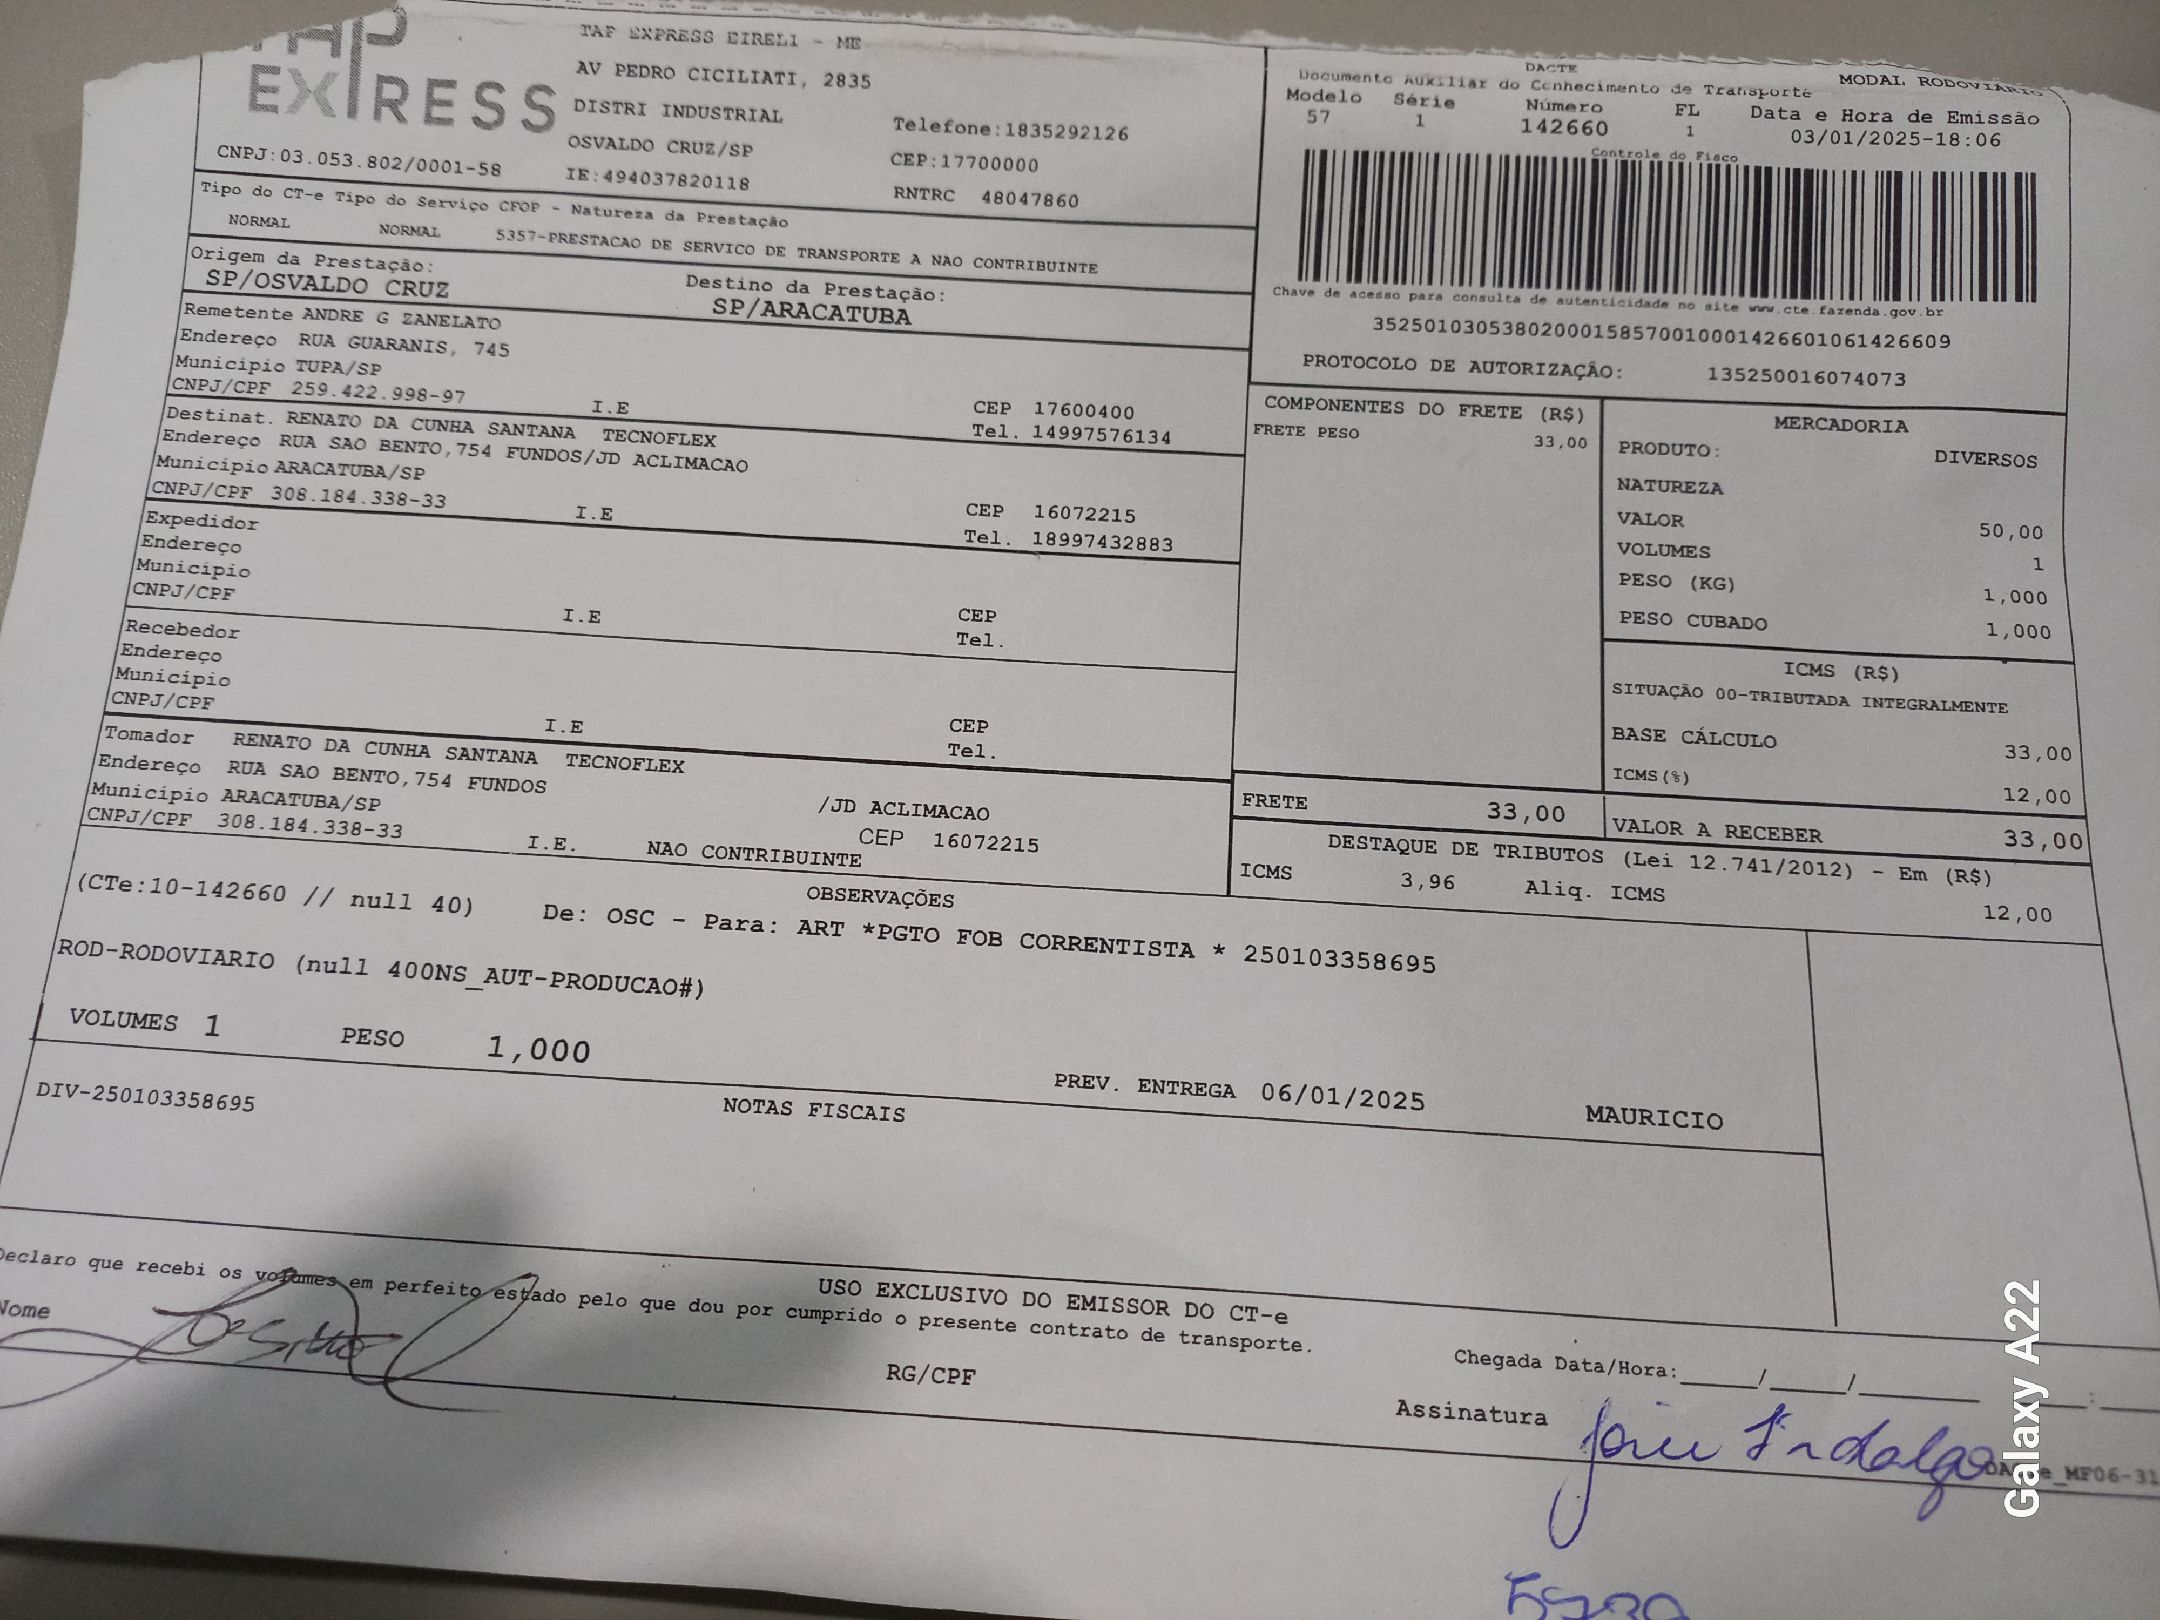 TAP
EXPRESS
TAP EXPRESS EIRELI - ME
AV PEDRO CICILIATI, 2835
DISTRI INDUSTRIAL
OSVALDO CRUZ/SP
IE:494037820118
Telefone:1835292126
CEP:17700000
RNTRC 48047860
CNPJ:03.053.802/0001-58
DACTE
MODAL RODOVIÁRIO
Documento Auxiliar do Conhecimento de Transporte
Modelo Série Número FL Data e Hora de Emissão
57 1 142660 1 03/01/2025-18:06
Controle do Fisco
Chave de acesso para consulta de autenticidade no site www.cte.fazenda.gov.br
35250103053802000158570010001426601061426609
PROTOCOLO DE AUTORIZAÇÂO: 135250016074073
Tipo do CT-e Tipo do Serviço CFOP - Natureza da Prestação
NORMAL NORMAL 5357-PRESTACAO DE SERVICO DE TRANSPORTE A NAO CONTRIBUINTE
Origem da Prestação: Destino da Prestação:
SP/OSVALDO CRUZ SP/ARACATUBA
Remetente ANDRE G ZANELATO
Endereço RUA GUARANIS, 745
Município TUPA/SP CEP 17600400
CNPJ/CPF 259.422.998-97 I.E Tel. 14997576134
Destinat. RENATO DA CUNHA SANTANA TECNOFLEX
Endereço RUA SAO BENTO,754 FUNDOS/JD ACLIMACAO
Município ARACATUBA/SP CEP 16072215
CNPJ/CPF 308.184.338-33 I.E Tel. 18997432883
Expedidor
Endereço
Município CEP
CNPJ/CPF I.E Tel.
Recebedor
Endereço
Município CEP
CNPJ/CPF I.E Tel.
Tomador RENATO DA CUNHA SANTANA TECNOFLEX
Endereço RUA SAO BENTO,754 FUNDOS /JD ACLIMACAO
Município ARACATUBA/SP CEP 16072215
CNPJ/CPF 308.184.338-33 I.E. NAO CONTRIBUINTE
COMPONENTES DO FRETE (R$)
FRETE PESO 33,00
MERCADORIA
PRODUTO: DIVERSOS
NATUREZA
VALOR 50,00
VOLUMES 1
PESO (KG) 1,000
PESO CUBADO 1,000
ICMS (R$)
SITUAÇÃO 00-TRIBUTADA INTEGRALMENTE
BASE CÁLCULO 33,00
ICMS(%) 12,00
FRETE 33,00 VALOR A RECEBER 33,00
DESTAQUE DE TRIBUTOS (Lei 12.741/2012) - Em (R$)
ICMS 3,96 Aliq. ICMS 12,00
OBSERVAÇÕES
(CTe:10-142660 // null 40) De: OSC - Para: ART *PGTO FOB CORRENTISTA * 250103358695
ROD-RODOVIARIO (null 400NS_AUT-PRODUCAO#)
VOLUMES 1 PESO 1,000 PREV. ENTREGA 06/01/2025 MAURICIO
NOTAS FISCAIS
DIV-250103358695
USO EXCLUSIVO DO EMISSOR DO CT-e
Declaro que recebi os volumes em perfeito estado pelo que dou por cumprido o presente contrato de transporte.
Nome RG/CPF Chegada Data/Hora:_____/_____/________ ____:____
Assinatura
MF06-31
Galaxy A22